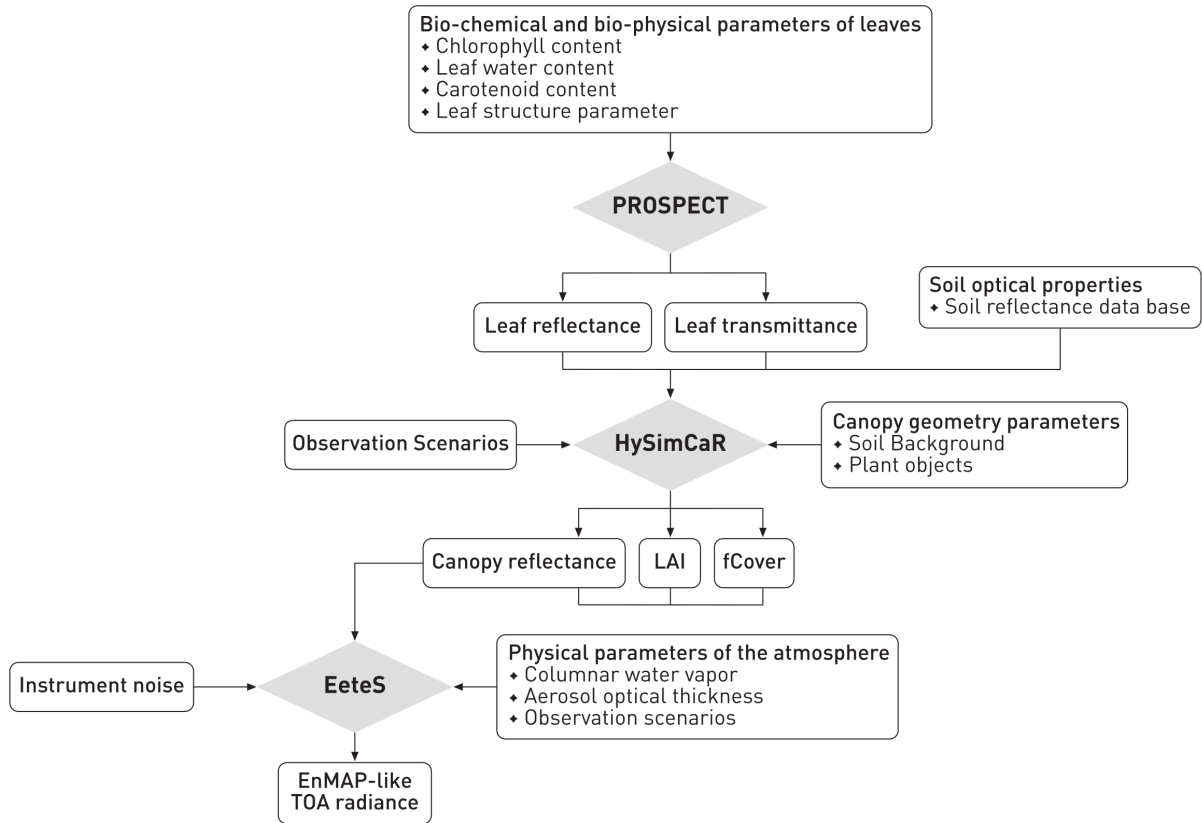 Bio-chemical and bio-physical parameters of leaves
✦ Chlorophyll content
✦ Leaf water content
✦ Carotenoid content
✦ Leaf structure parameter
PROSPECT
Leaf reflectance
Leaf transmittance
Soil optical properties
✦ Soil reflectance data base
Observation Scenarios
HySimCaR
Canopy geometry parameters
✦ Soil Background
✦ Plant objects
Canopy reflectance
LAI
fCover
Instrument noise
EeteS
Physical parameters of the atmosphere
✦ Columnar water vapor
✦ Aerosol optical thickness
✦ Observation scenarios
EnMAP-like
TOA radiance